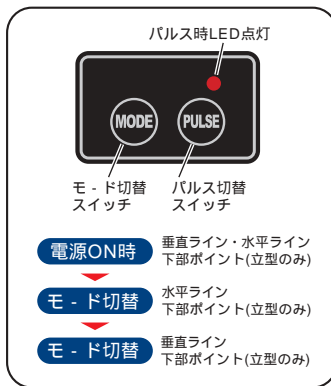 パルス時LED点灯
MODE
PULSE
モ - ド切替
スイッチ
パルス切替
スイッチ
電源ON時
垂直ライン・水平ライン
下部ポイント(立型のみ)
モ - ド切替
水平ライン
下部ポイント(立型のみ)
モ - ド切替
垂直ライン
下部ポイント(立型のみ)